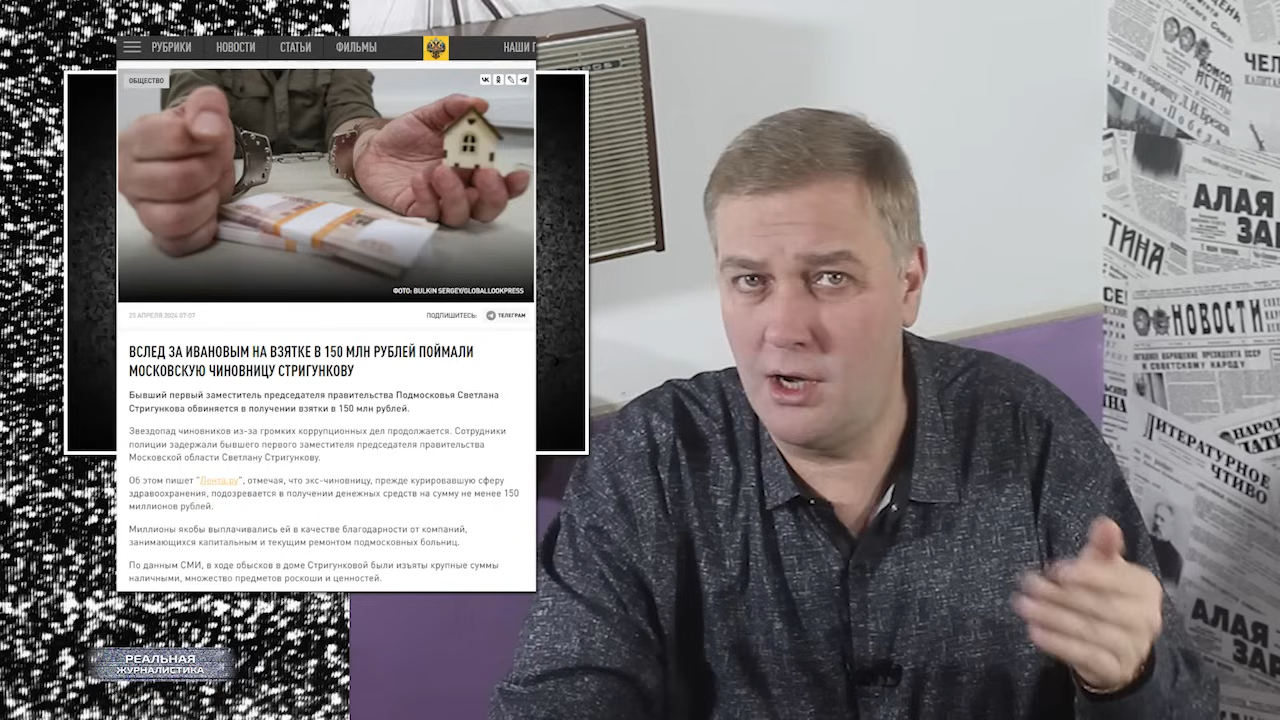 РУБРИКИ НОВОСТИ СТАТЬИ ФИЛЬМЫ НАШИ
ОБЩЕСТВО
ФОТО: BULKIN SERGEY/GLOBALLOOKPRESS
25 АПРЕЛЯ 2024 07:07
ПОДПИШИТЕСЬ: ТЕЛЕГРАМ
ВСЛЕД ЗА ИВАНОВЫМ НА ВЗЯТКЕ В 150 МЛН РУБЛЕЙ ПОЙМАЛИ
МОСКОВСКУЮ ЧИНОВНИЦУ СТРИГУНКОВУ
Бывший первый заместитель председателя правительства Подмосковья Светлана
Стригункова обвиняется в получении взятки в 150 млн рублей.
Звездопад чиновников из-за громких коррупционных дел продолжается. Сотрудники
полиции задержали бывшего первого заместителя председателя правительства
Московской области Светлану Стригункову.
Об этом пишет "Лента.ру", отмечая, что экс-чиновницу, прежде курировавшую сферу
здравоохранения, подозревается в получении денежных средств на сумму не менее 150
миллионов рублей.
Миллионы якобы выплачивались ей в качестве благодарности от компаний,
занимающихся капитальным и текущим ремонтом подмосковных больниц.
По данным СМИ, в ходе обысков в доме Стригунковой были изъяты крупные суммы
наличными, множество предметов роскоши и ценностей.
РЕАЛЬНАЯ
ЖУРНАЛИСТИКА
АЛАЯ
НОВОСТИ
К СОВЕТСКОМУ НАРОДУ
ЛИТЕРАТУРНОЕ
ЧТИВО
АЛАЯ